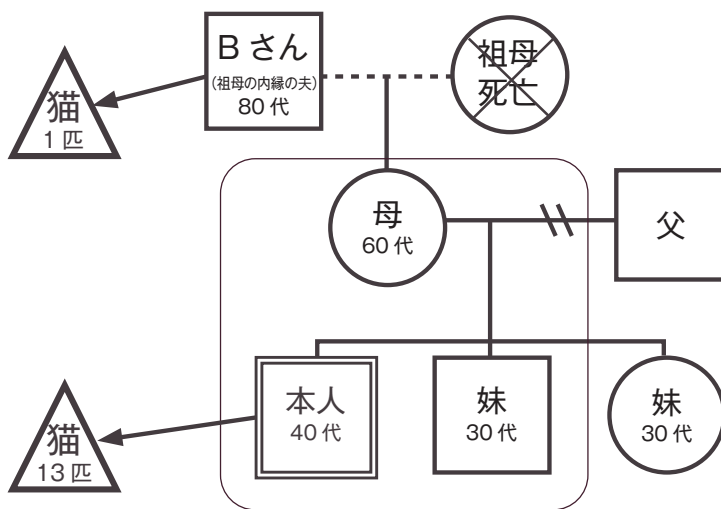 Bさん
(祖母の内縁の夫)
80代
祖母
死亡
猫
1匹
母
60代
父
本人
40代
妹
30代
妹
30代
猫
13匹